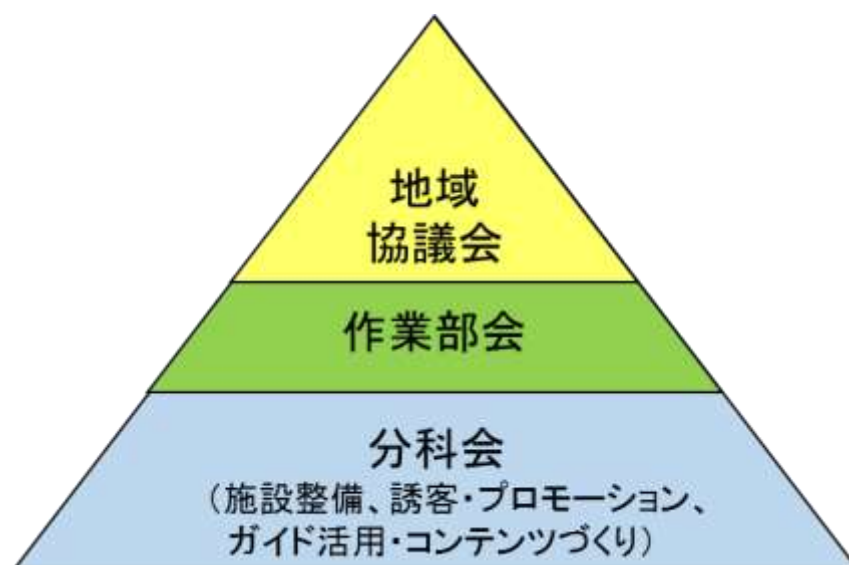 地域
協議会
作業部会
分科会
（施設整備、誘客・プロモーション、
ガイド活用・コンテンツづくり）